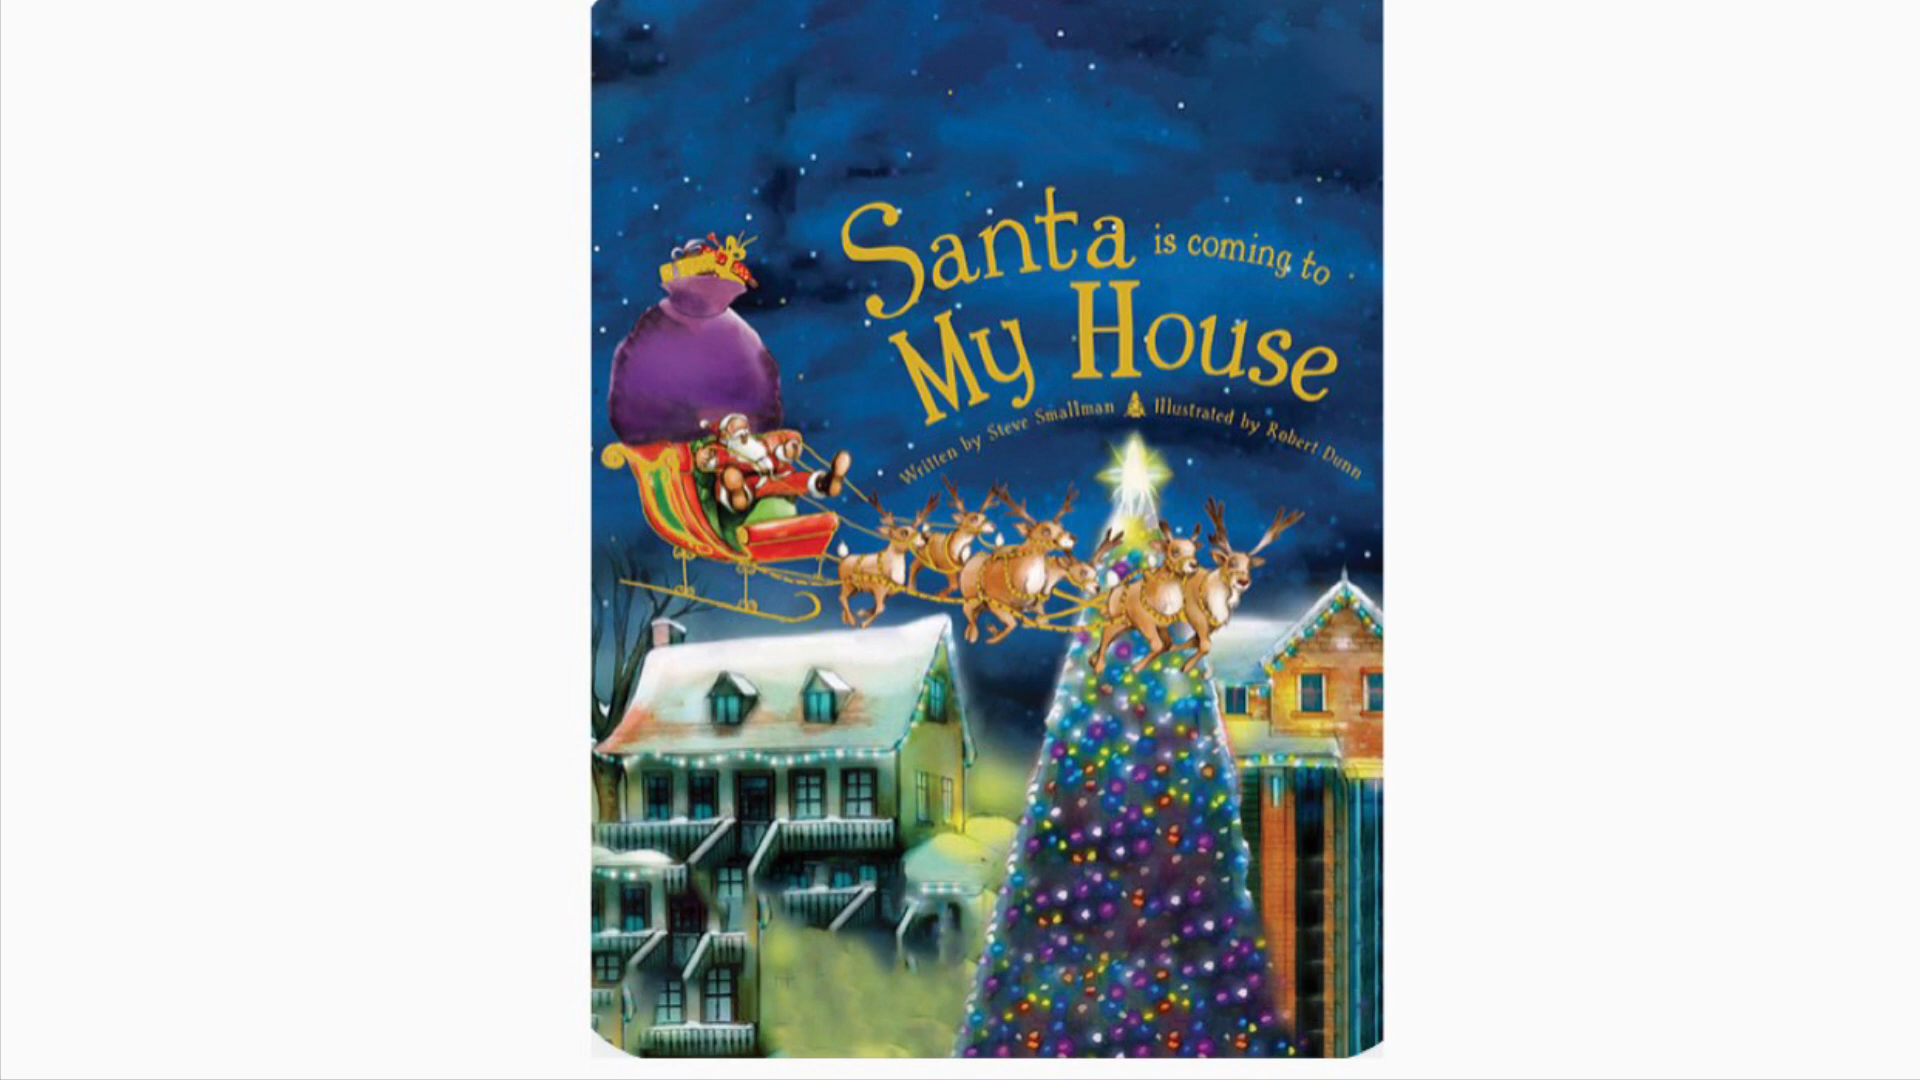 Santa is coming to
My House
Written by Steve Smallman Illustrated by Robert Dunn